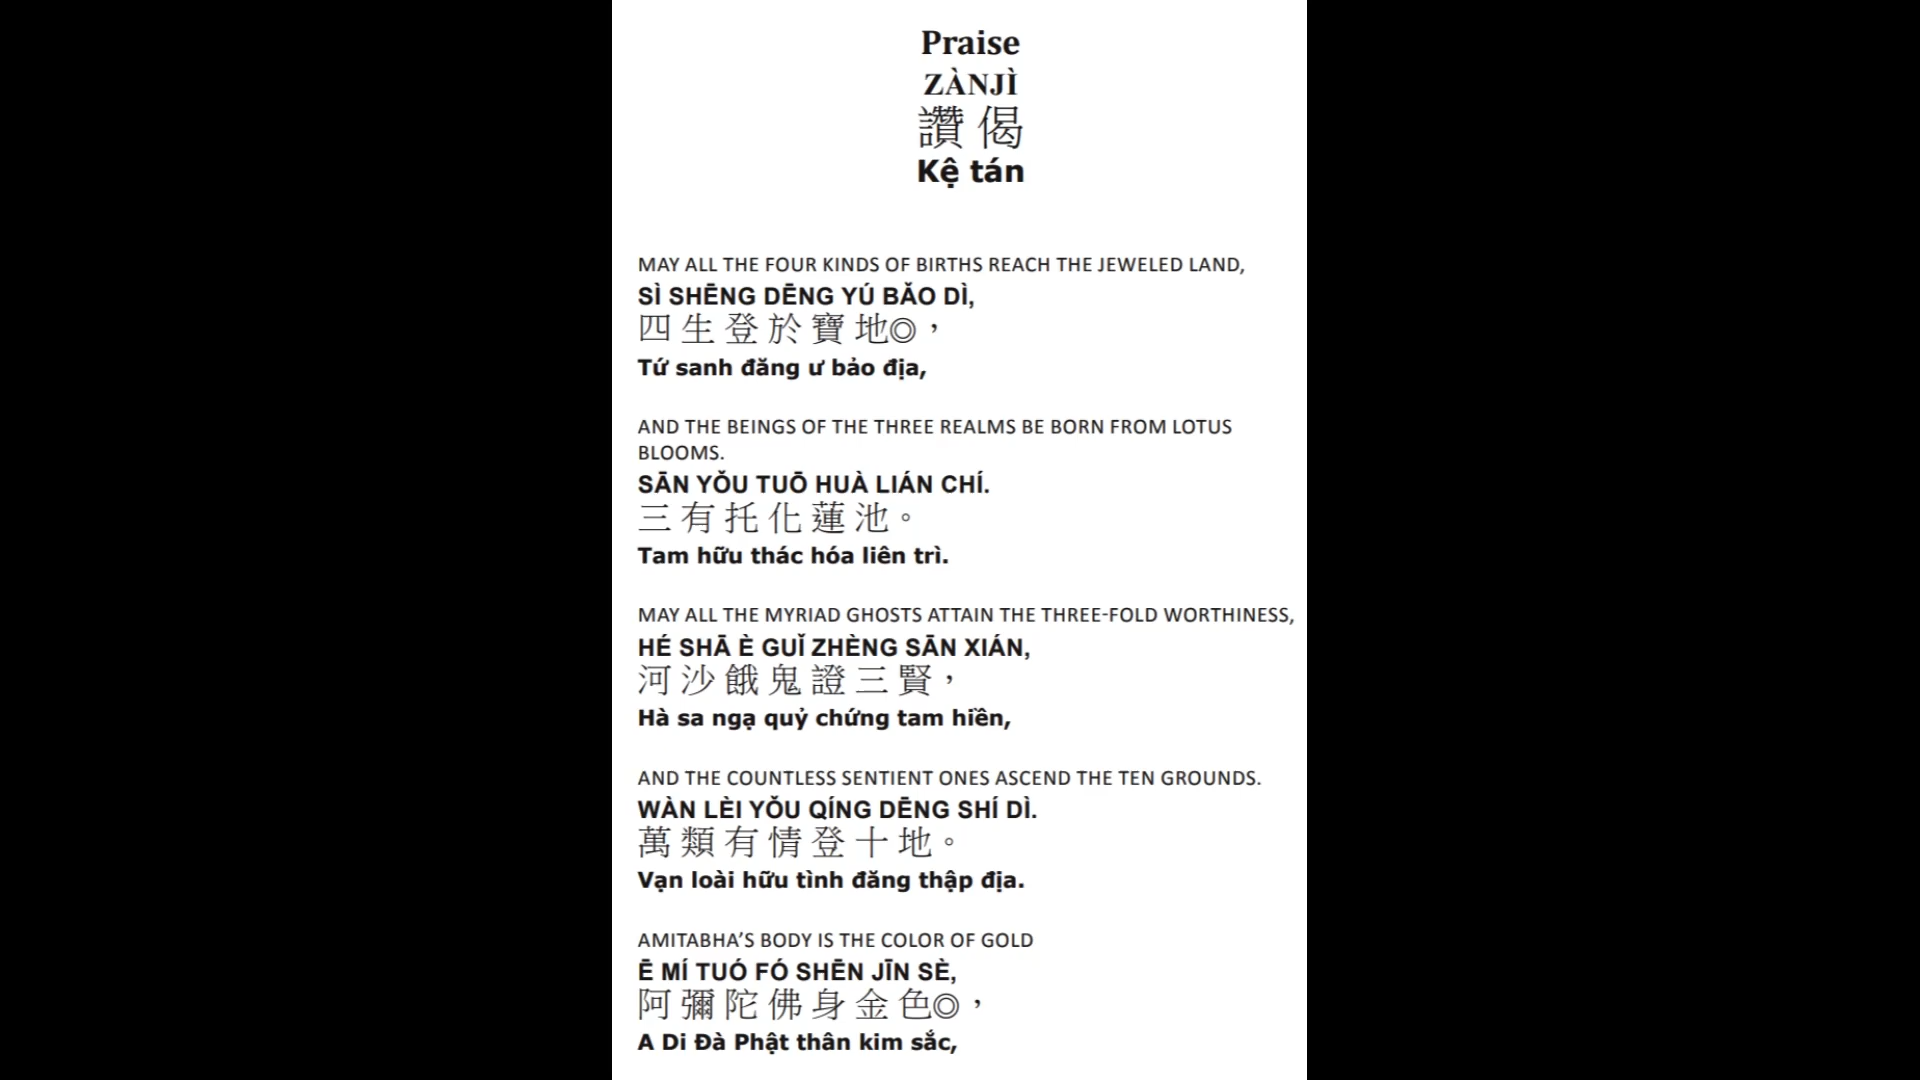 Praise
ZÀNJÌ
讚 偈
Kệ tán
MAY ALL THE FOUR KINDS OF BIRTHS REACH THE JEWELED LAND,
SÌ SHĒNG DĒNG YÚ BǍO DÌ,
四 生 登 於 寶 地◎，
Tứ sanh đăng ư bảo địa,
AND THE BEINGS OF THE THREE REALMS BE BORN FROM LOTUS
BLOOMS.
SĀN YǑU TUŌ HUÀ LIÁN CHÍ.
三 有 托 化 蓮 池。
Tam hữu thác hóa liên trì.
MAY ALL THE MYRIAD GHOSTS ATTAIN THE THREE-FOLD WORTHINESS,
HÉ SHĀ È GUǏ ZHÈNG SĀN XIÁN,
河 沙 餓 鬼 證 三 賢，
Hà sa ngạ quỷ chứng tam hiền,
AND THE COUNTLESS SENTIENT ONES ASCEND THE TEN GROUNDS.
WÀN LÈI YǑU QÍNG DĒNG SHÍ DÌ.
萬 類 有 情 登 十 地。
Vạn loài hữu tình đăng thập địa.
AMITABHA’S BODY IS THE COLOR OF GOLD
Ē MÍ TUÓ FÓ SHĒN JĪN SÈ,
阿 彌 陀 佛 身 金 色◎，
A Di Đà Phật thân kim sắc,